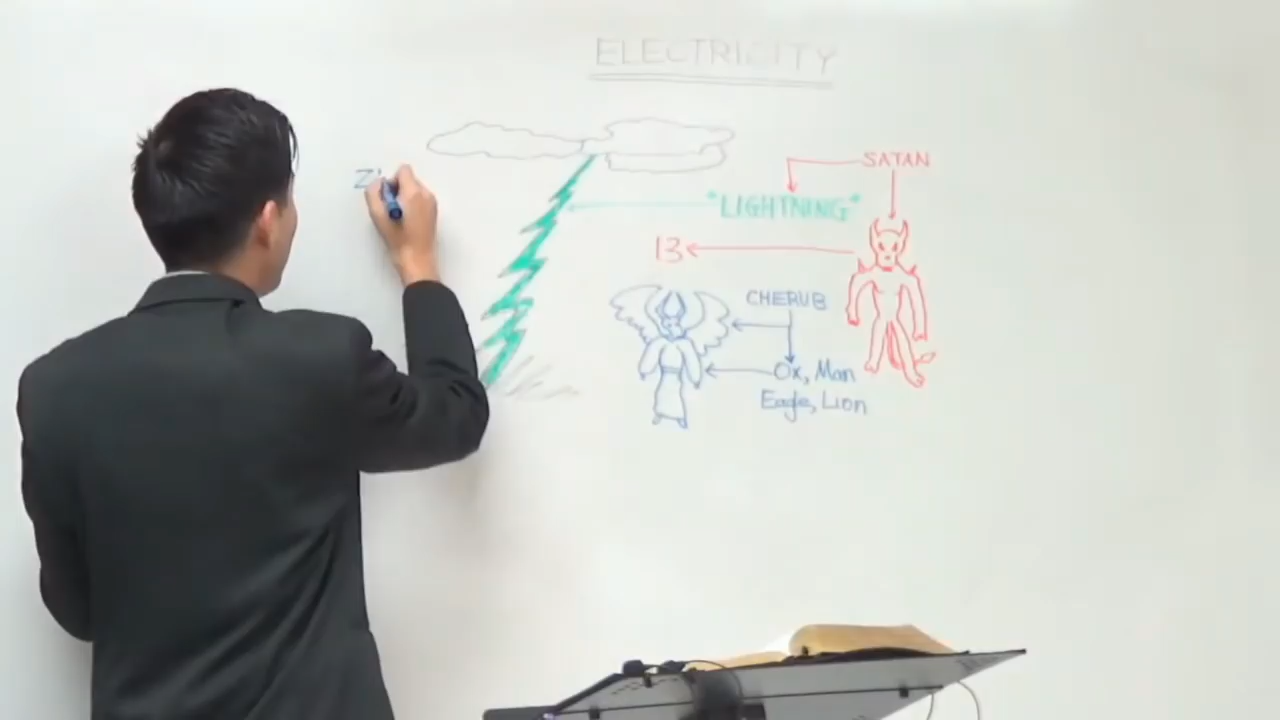 ELECTRICITY
SATAN
"LIGHTNING"
13
CHERUB
Ox, Man
Eagle, Lion